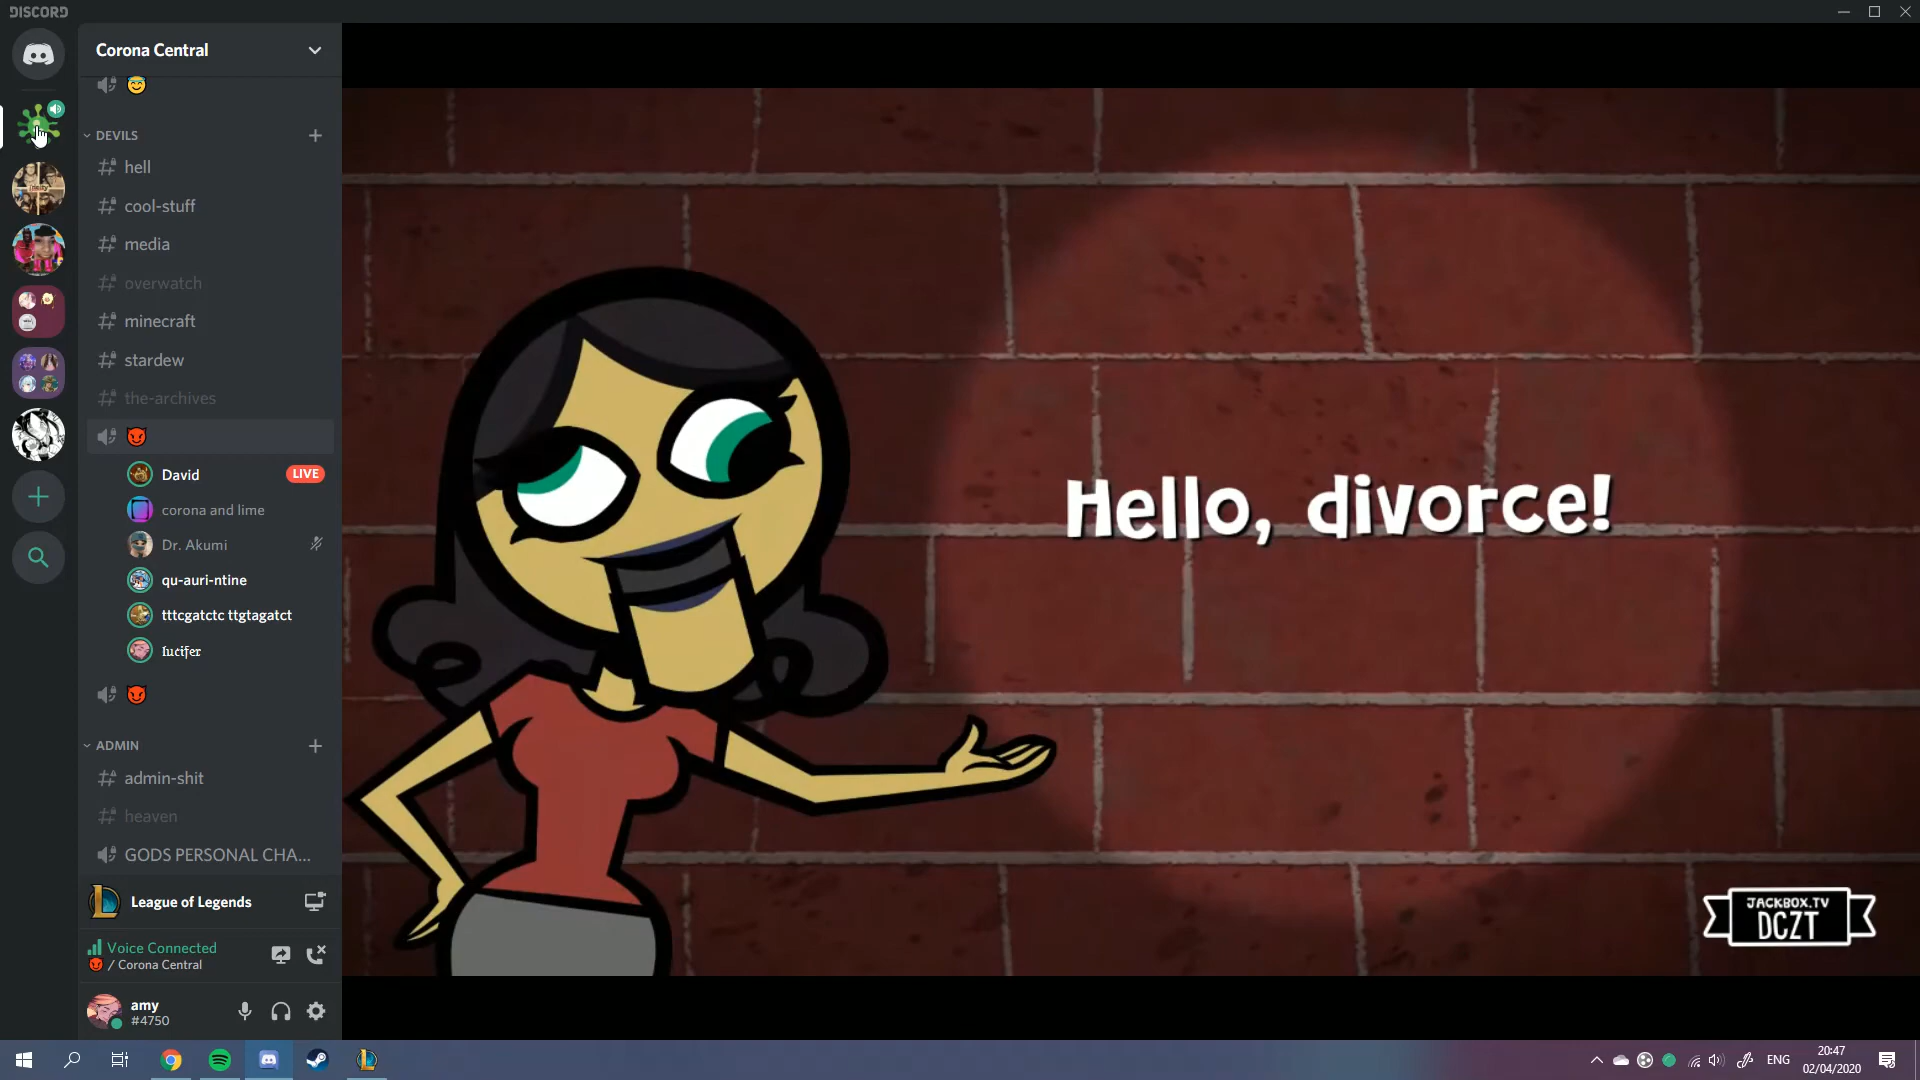 DISCORD
Corona Central
DEVILS
hell
cool-stuff
media
overwatch
minecraft
stardew
the-archives
David
LIVE
corona and lime
Dr. Akumi
qu-auri-ntine
tttcgatctc ttgtagatct
lucifer
ADMIN
admin-shit
heaven
GODS PERSONAL CHA...
League of Legends
Voice Connected
/ Corona Central
amy
#4750
Hello, divorce!
JACKBOX.TV
DCZT
ENG
20:47
02/04/2020